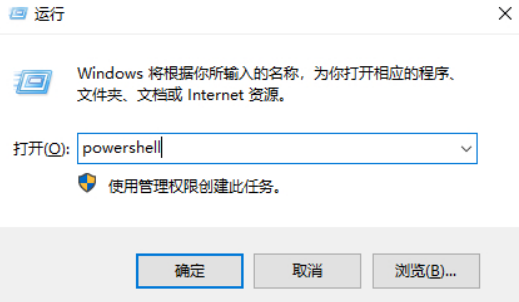 运行
Windows 将根据你所输入的名称，为你打开相应的程序、
文件夹、文档或 Internet 资源。
打开(O): powershell
使用管理权限创建此任务。
确定 取消 浏览(B)...